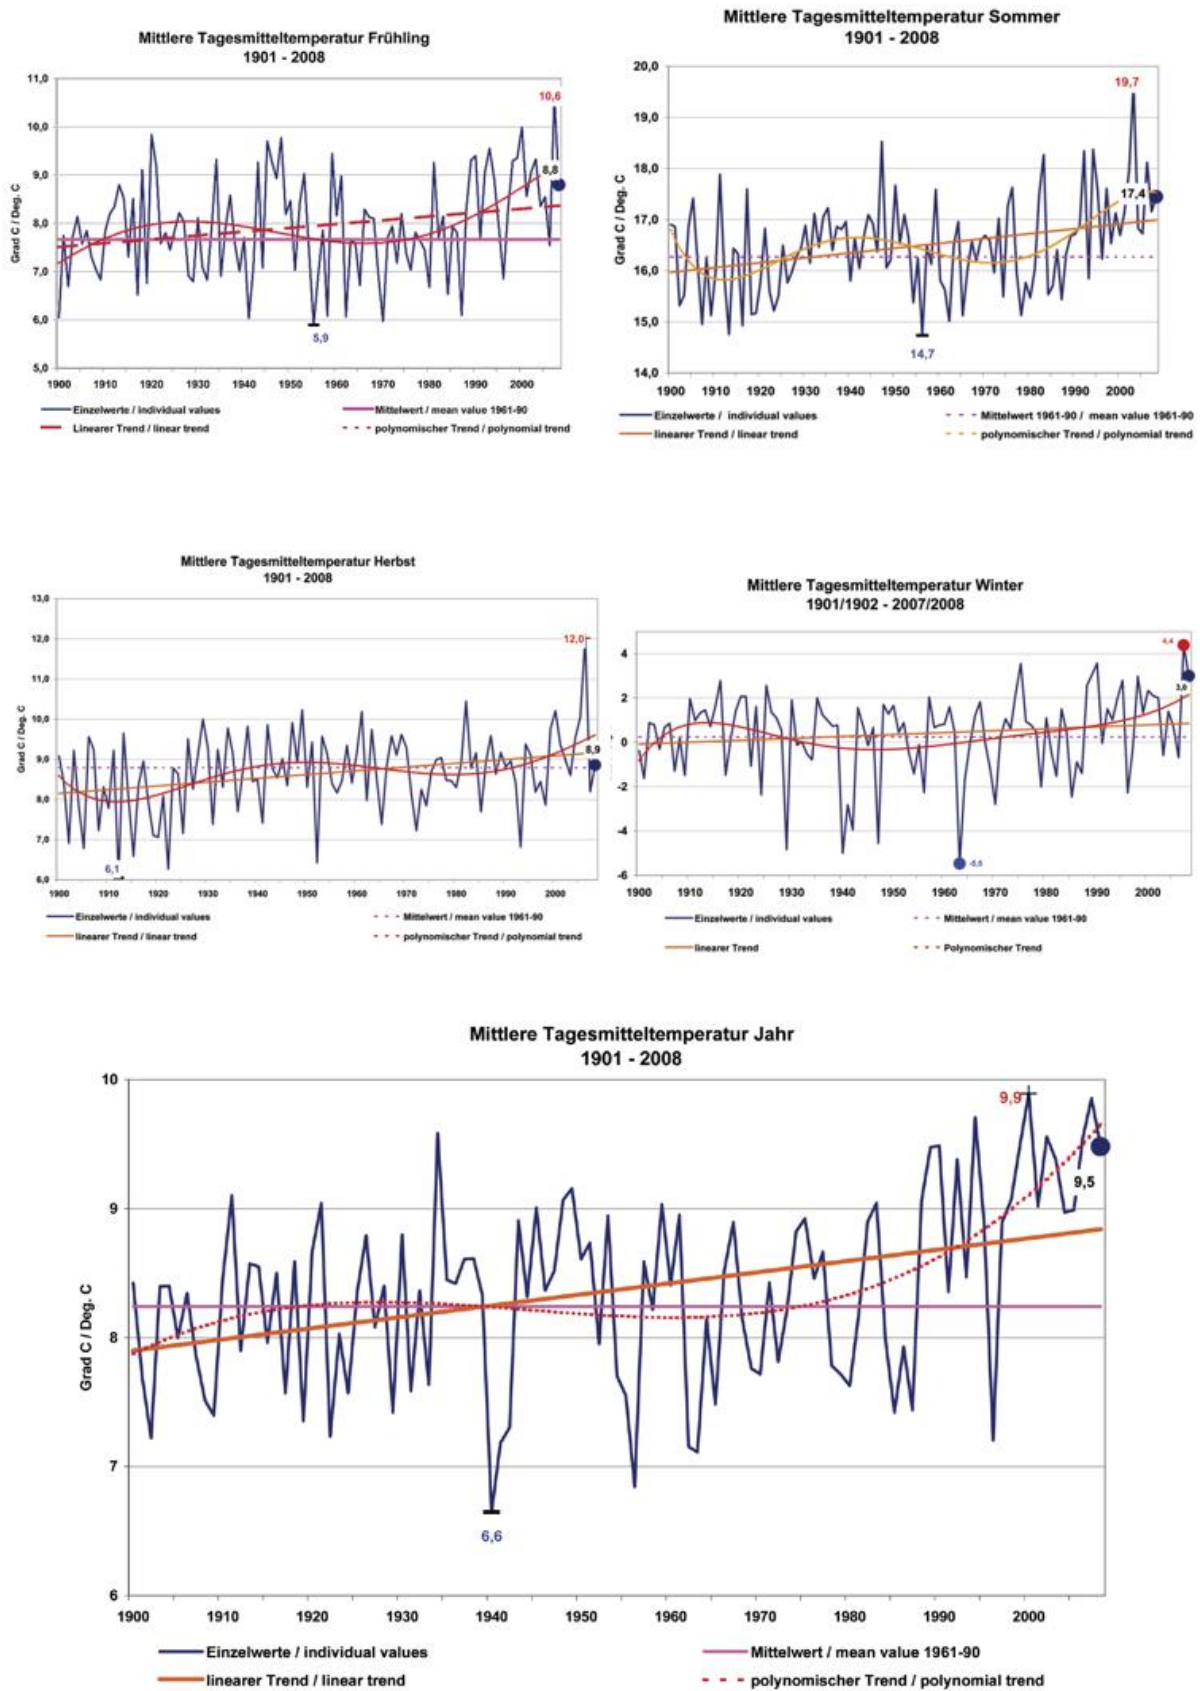 Mittlere Tagesmitteltemperatur Frühling
1901 - 2008
Grad C / Deg. C
11,0
10,0
9,0
8,0
7,0
6,0
5,0
10,6
8,8
5,9
1900 1910 1920 1930 1940 1950 1960 1970 1980 1990 2000
Einzelwerte / individual values
Mittelwert / mean value 1961-90
Linearer Trend / linear trend
polynomischer Trend / polynomial trend
Mittlere Tagesmitteltemperatur Sommer
1901 - 2008
Grad C / Deg. C
20,0
19,0
18,0
17,0
16,0
15,0
14,0
19,7
17,4
14,7
1900 1910 1920 1930 1940 1950 1960 1970 1980 1990 2000
Einzelwerte / individual values
Mittelwert 1961-90 / mean value 1961-90
linearer Trend / linear trend
polynomischer Trend / polynomial trend
Mittlere Tagesmitteltemperatur Herbst
1901 - 2008
Grad C / Deg. C
13,0
12,0
11,0
10,0
9,0
8,0
7,0
6,0
12,0
8,9
6,1
1900 1910 1920 1930 1940 1950 1960 1970 1980 1990 2000
Einzelwerte / individual values
Mittelwert / mean value 1961-90
linearer Trend / linear trend
polynomischer Trend / polynomial trend
Mittlere Tagesmitteltemperatur Winter
1901/1902 - 2007/2008
4
2
0
-2
-4
-6
4,4
3,0
-5,5
1900 1910 1920 1930 1940 1950 1960 1970 1980 1990 2000
Einzelwerte / individual values
Mittelwert / mean value 1961-90
linearer Trend
Polynomischer Trend
Mittlere Tagesmitteltemperatur Jahr
1901 - 2008
Grad C / Deg. C
10
9
8
7
6
9,9
9,5
6,6
1900 1910 1920 1930 1940 1950 1960 1970 1980 1990 2000
Einzelwerte / individual values
Mittelwert / mean value 1961-90
linearer Trend / linear trend
polynomischer Trend / polynomial trend